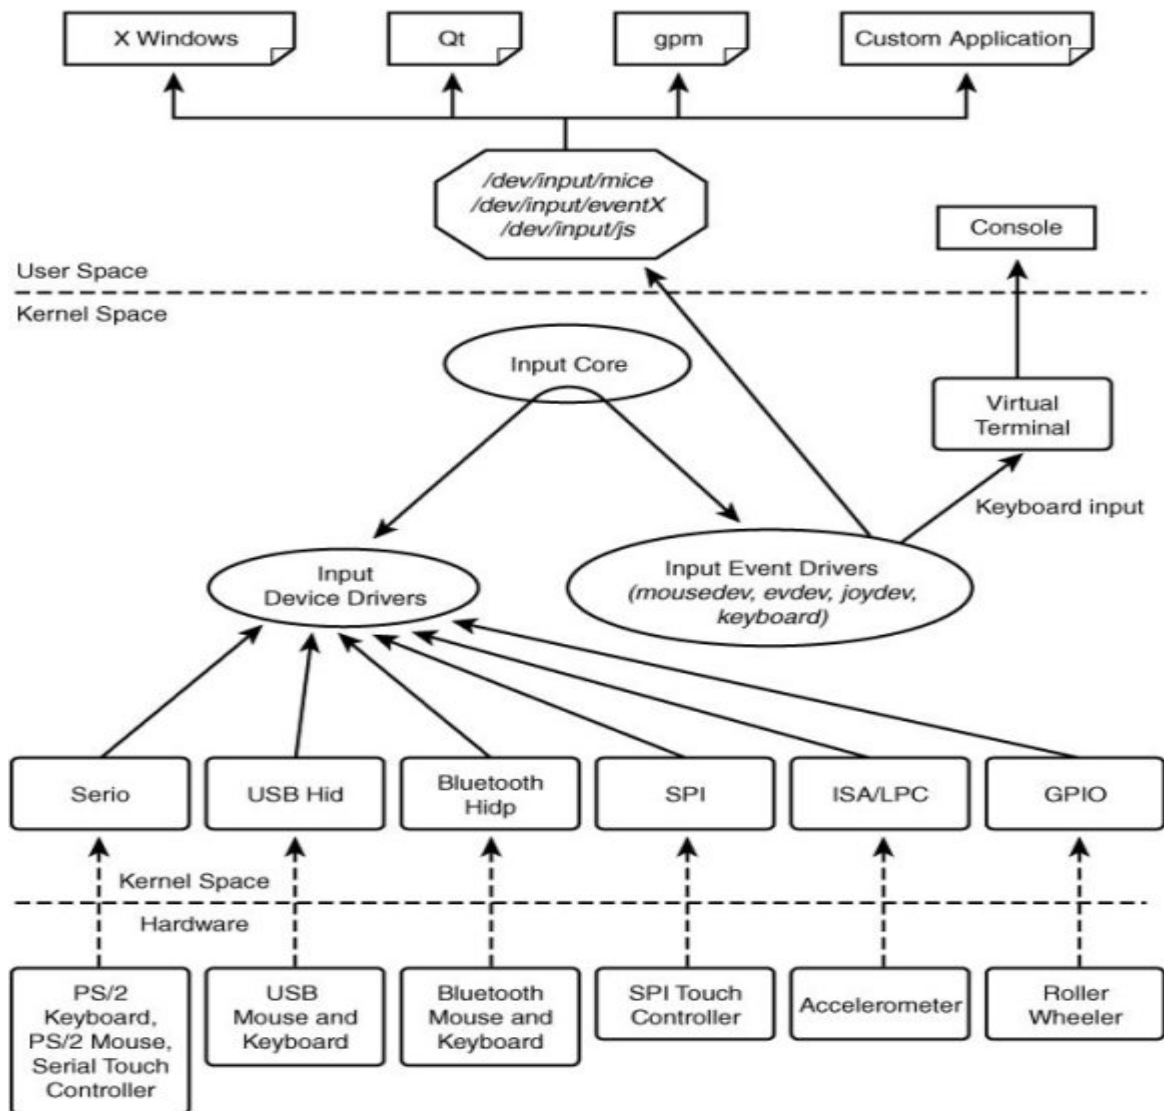 X Windows
Qt
gpm
Custom Application
/dev/input/mice
/dev/input/eventX
/dev/input/js
Console
User Space
Kernel Space
Input Core
Virtual
Terminal
Keyboard input
Input
Device Drivers
Input Event Drivers
(mousedev, evdev, joydev,
keyboard)
Serio
USB Hid
Bluetooth
Hidp
SPI
ISA/LPC
GPIO
Kernel Space
Hardware
PS/2
Keyboard,
PS/2 Mouse,
Serial Touch
Controller
USB
Mouse and
Keyboard
Bluetooth
Mouse and
Keyboard
SPI Touch
Controller
Accelerometer
Roller
Wheeler